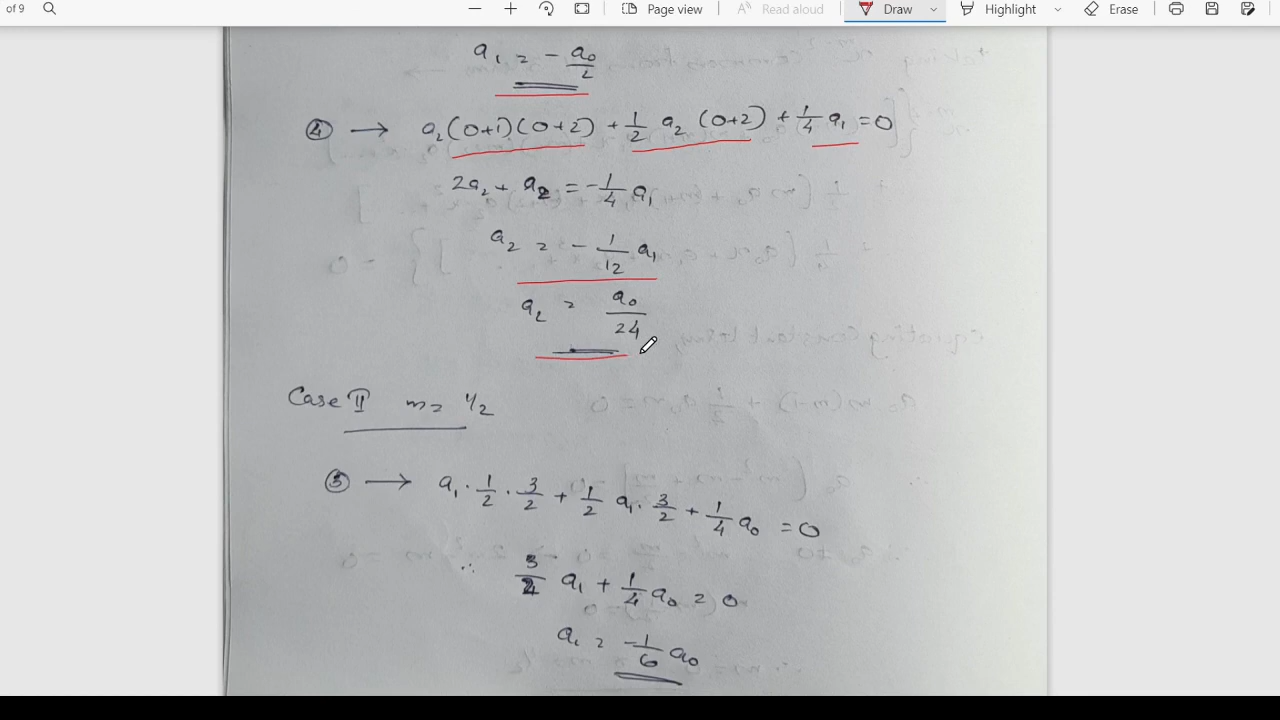 of 9 Page view Read aloud Draw Highlight Erase
a₁ = -a₀/2
④ → a₂(0+1)(0+2) + 1/2 a₂ (0+2) + 1/4 a₁ = 0
2a₂ + a₂ = -1/4 a₁
a₂ = - 1/12 a₁
a₂ = a₀/24
Case II m= 1/2
③ → a₁ · 1/2 · 3/2 + 1/2 a₁ · 3/2 + 1/4 a₀ = 0
∴ 3/4 a₁ + 1/4 a₀ = 0
a₁ = -1/6 a₀